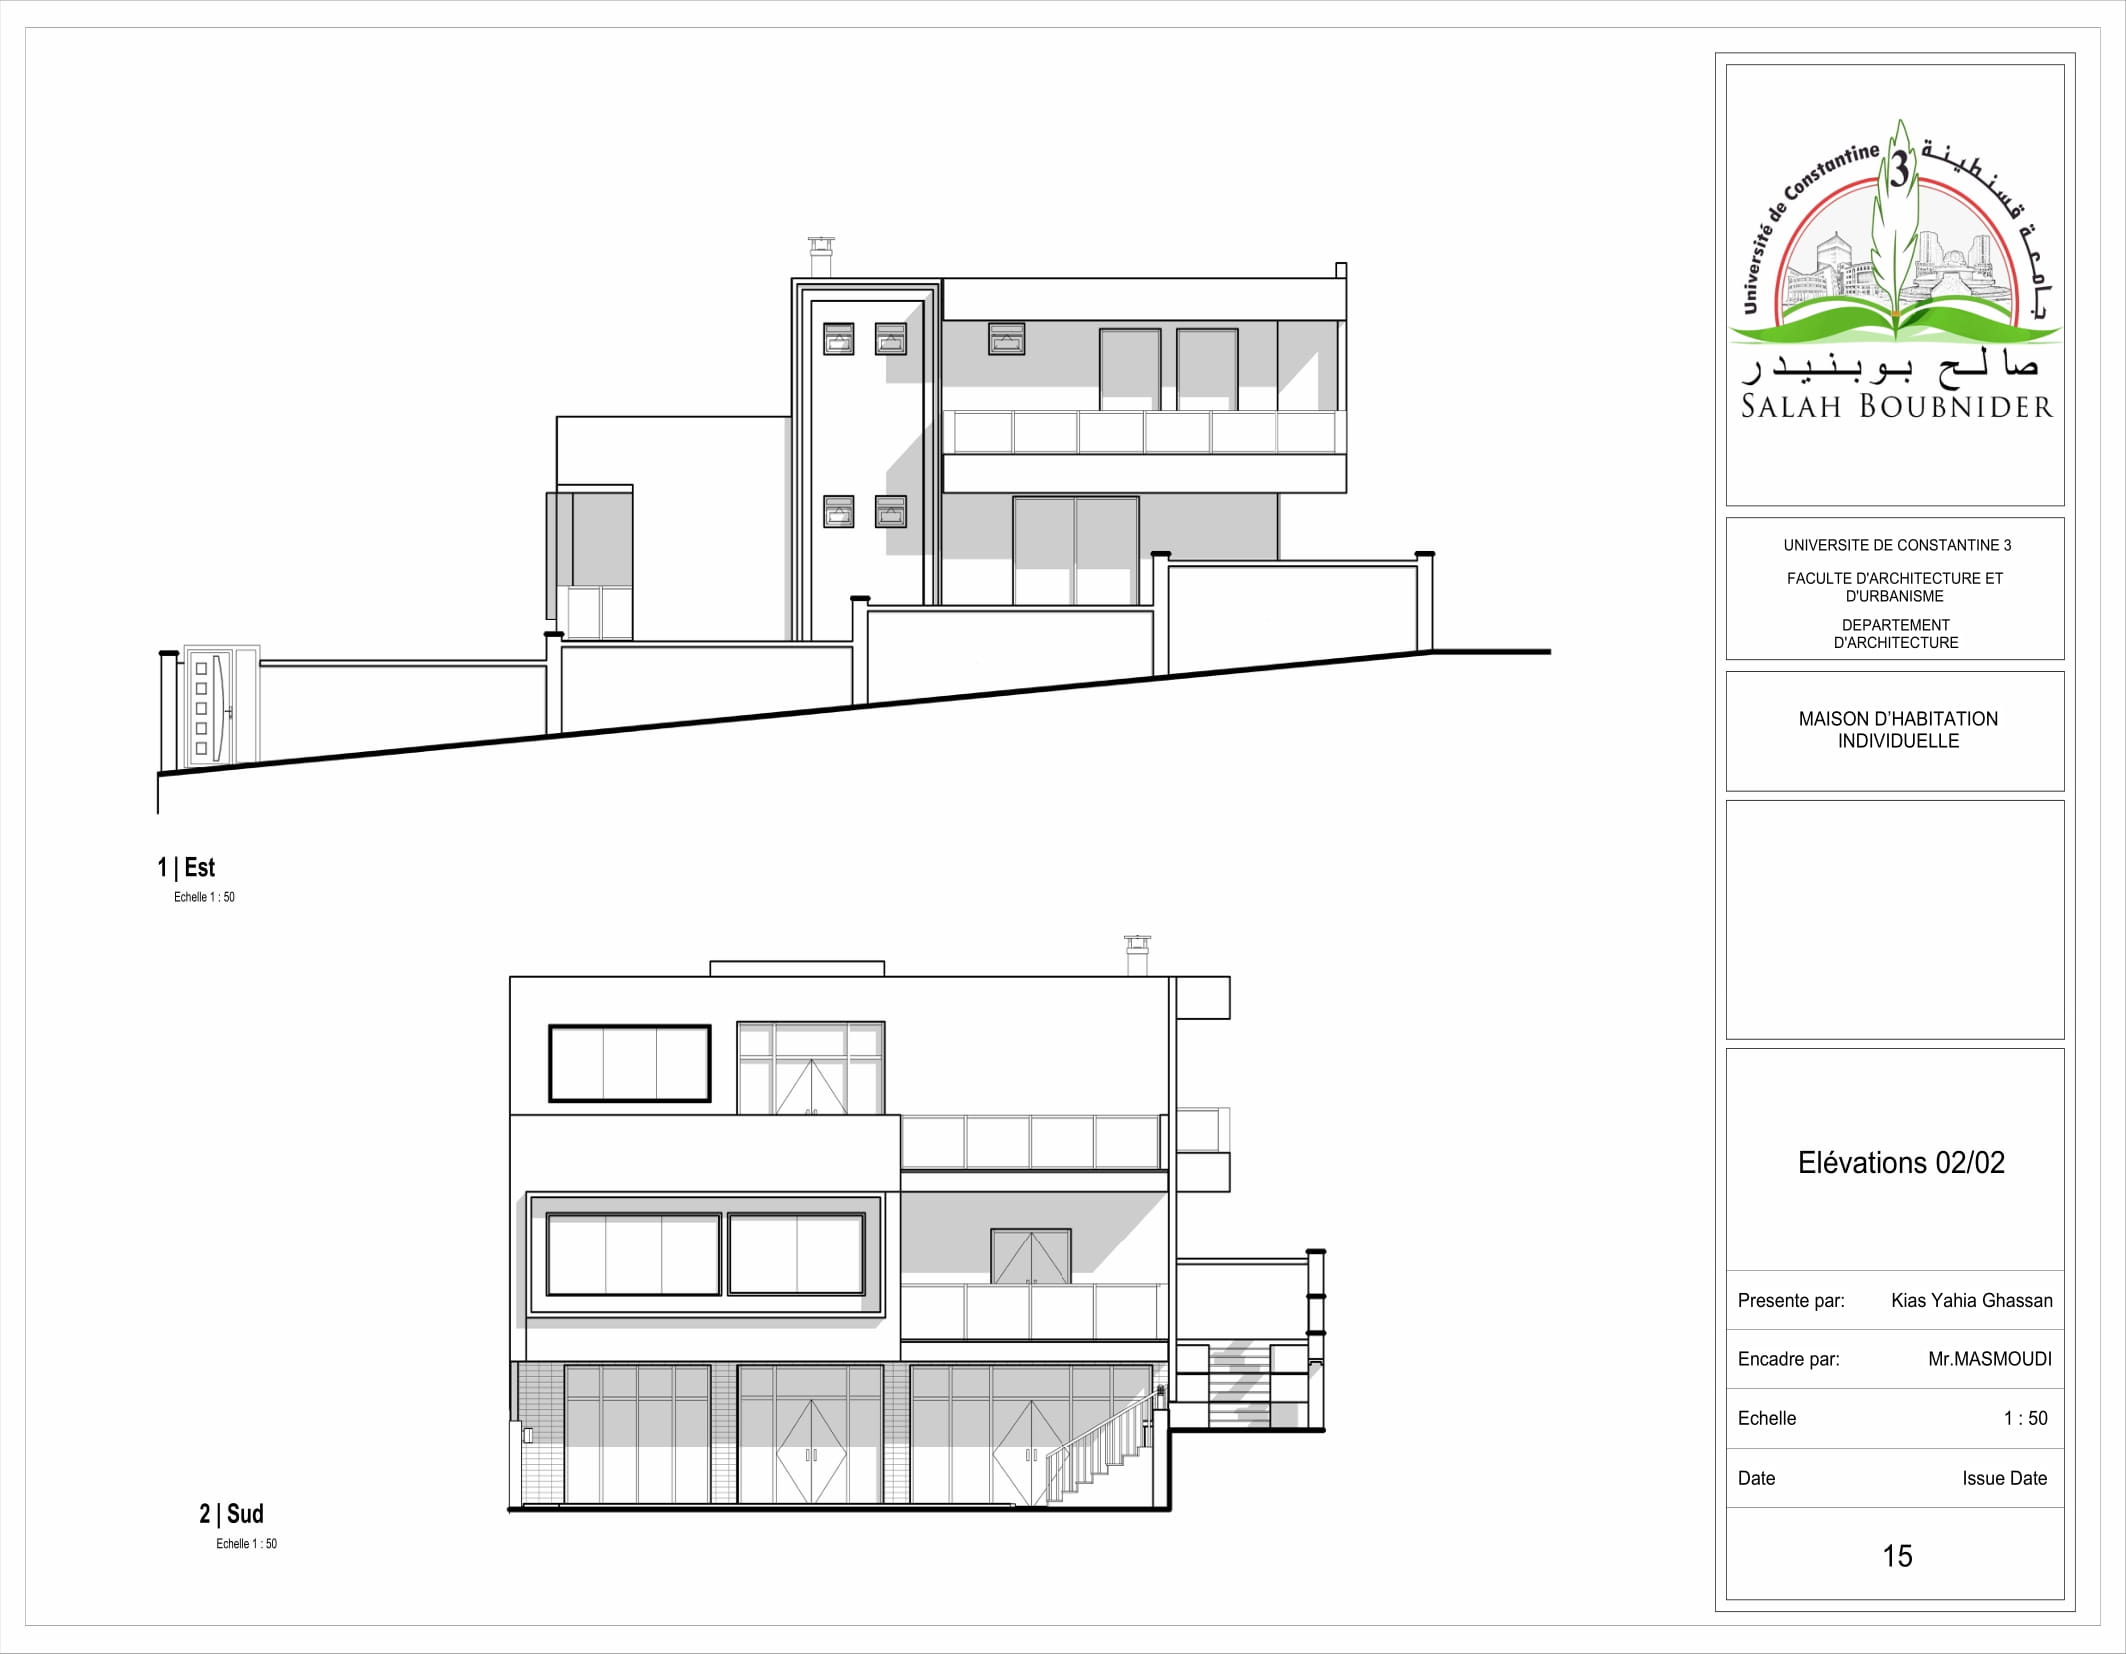 1 | Est
Echelle 1 : 50
2 | Sud
Echelle 1 : 50
Université de Constantine 3 جامعة قسنطينة
صالح بوبنيدر
SALAH BOUBNIDER
UNIVERSITE DE CONSTANTINE 3
FACULTE D'ARCHITECTURE ET
D'URBANISME
DEPARTEMENT
D'ARCHITECTURE
MAISON D'HABITATION
INDIVIDUELLE
Elévations 02/02
Presente par: Kias Yahia Ghassan
Encadre par: Mr.MASMOUDI
Echelle 1 : 50
Date Issue Date
15